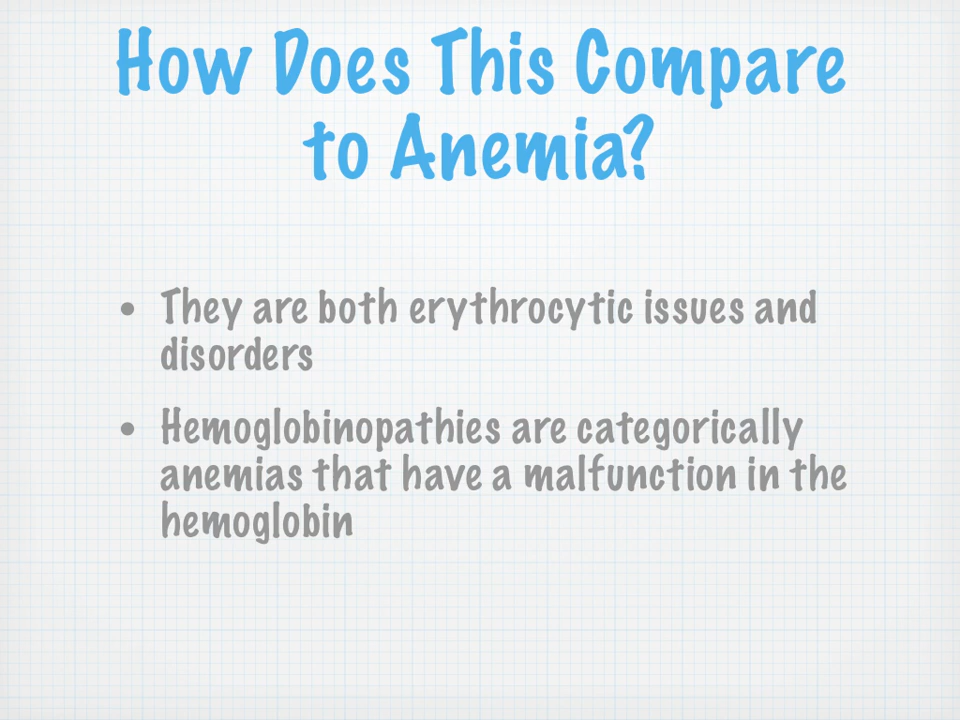 How Does This Compare
to Anemia?
• They are both erythrocytic issues and
disorders
• Hemoglobinopathies are categorically
anemias that have a malfunction in the
hemoglobin